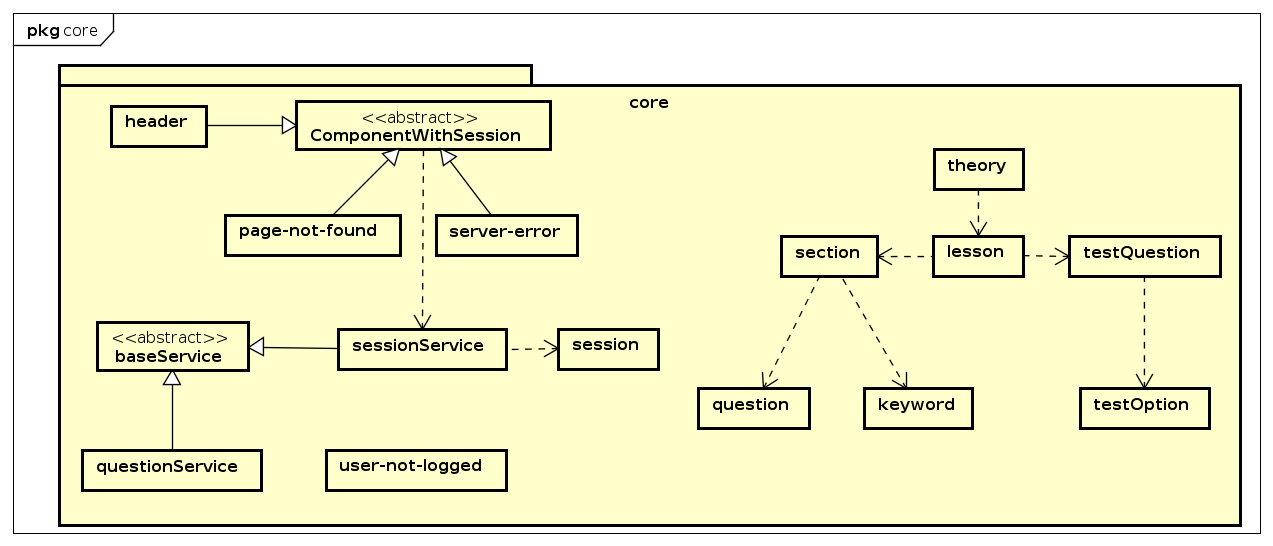 pkg core
core
header
<<abstract>>
ComponentWithSession
theory
page-not-found
server-error
section
lesson
testQuestion
<<abstract>>
baseService
sessionService
session
question
keyword
testOption
questionService
user-not-logged